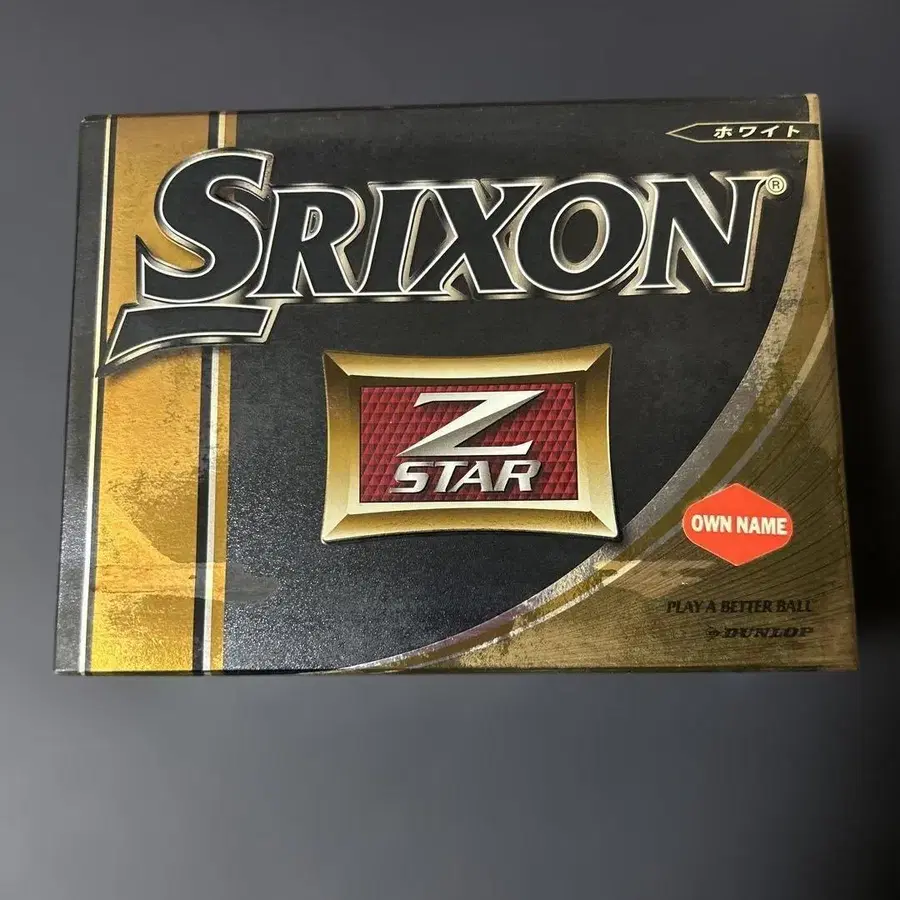 ホワイト
SRIXON®
Z
STAR
OWN NAME
PLAY A BETTER BALL
DUNLOP